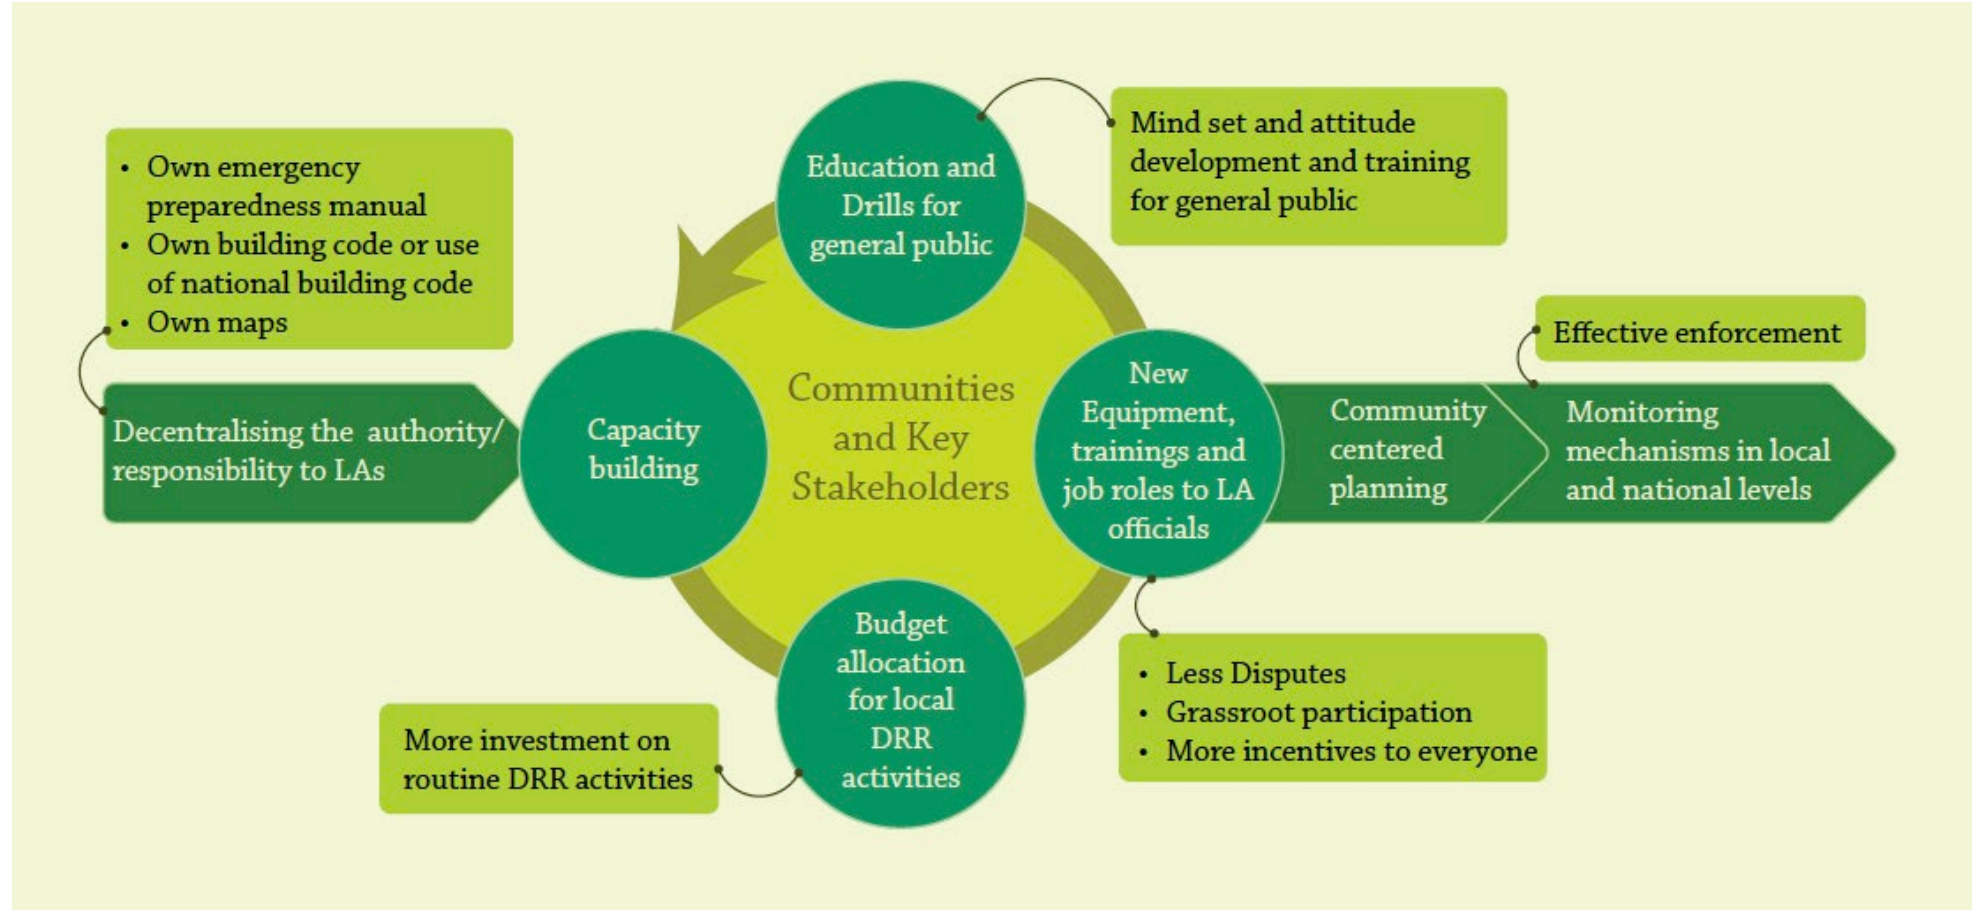 • Own emergency
preparedness manual
• Own building code or use
of national building code
• Own maps
Decentralising the authority/
responsibility to LAs
Capacity
building
Education and
Drills for
general public
Mind set and attitude
development and training
for general public
Communities
and Key
Stakeholders
New
Equipment,
trainings and
job roles to LA
officials
Community
centered
planning
Effective enforcement
Monitoring
mechanisms in local
and national levels
Budget
allocation
for local
DRR
activities
More investment on
routine DRR activities
• Less Disputes
• Grassroot participation
• More incentives to everyone